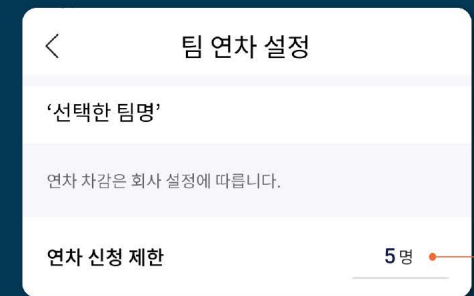 팀 연차 설정
‘선택한 팀명’
연차 차감은 회사 설정에 따릅니다.
연차 신청 제한 5명